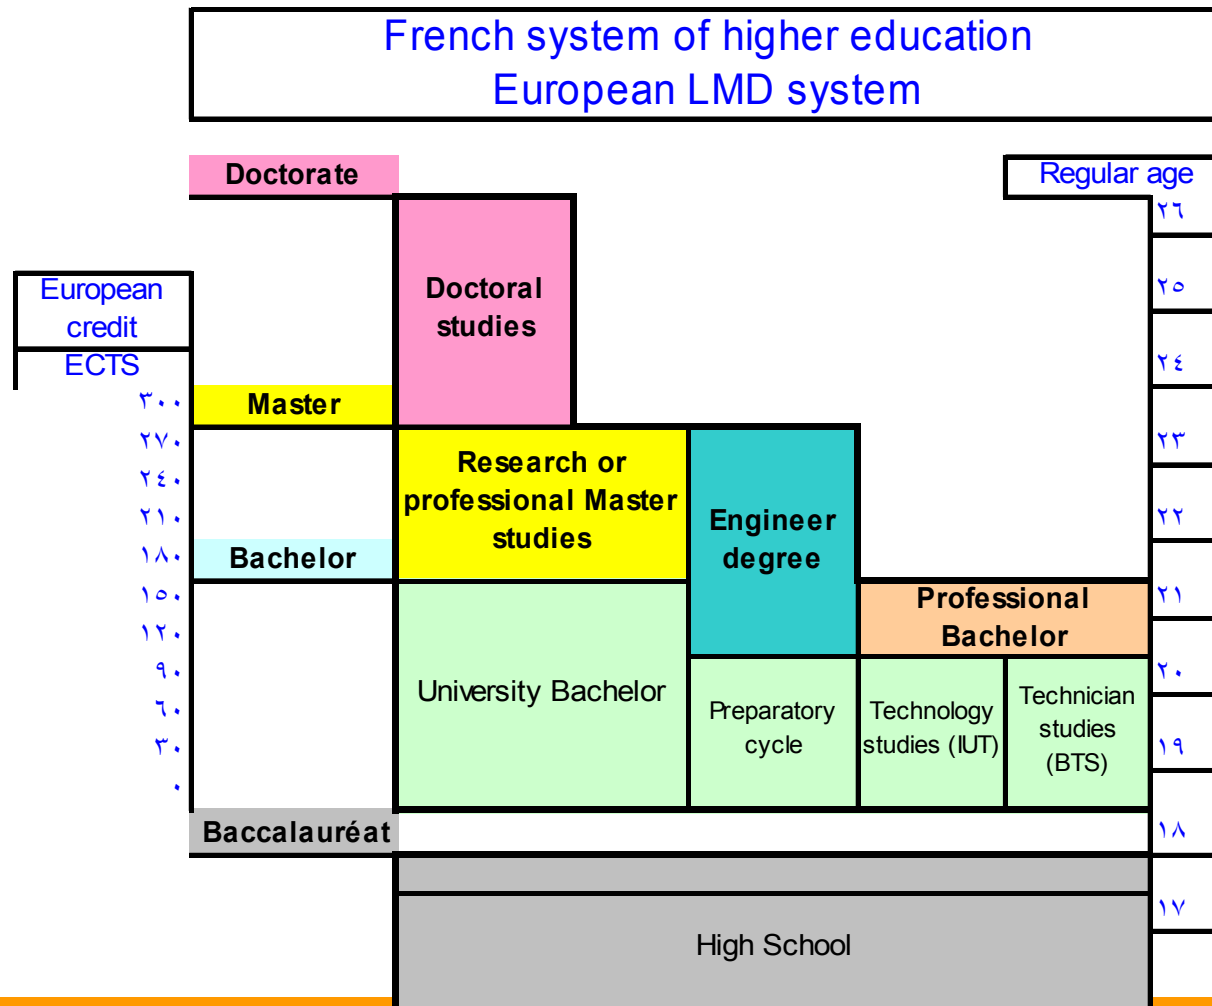 French system of higher education
European LMD system
Doctorate
Regular age
٢٦
Doctoral
studies
٢٥
European
credit
ECTS
٢٤
٣٠٠
Master
٢٧٠
٢٤٠
٢١٠
١٨٠
Research or
professional Master
studies
Engineer
degree
٢٣
٢٢
Bachelor
١٥٠
١٢٠
٩٠
٦٠
٣٠
٠
University Bachelor
Professional
Bachelor
٢١
Preparatory
cycle
Technology
studies (IUT)
Technician
studies
(BTS)
٢٠
١٩
Baccalauréat
١٨
١٧
High School